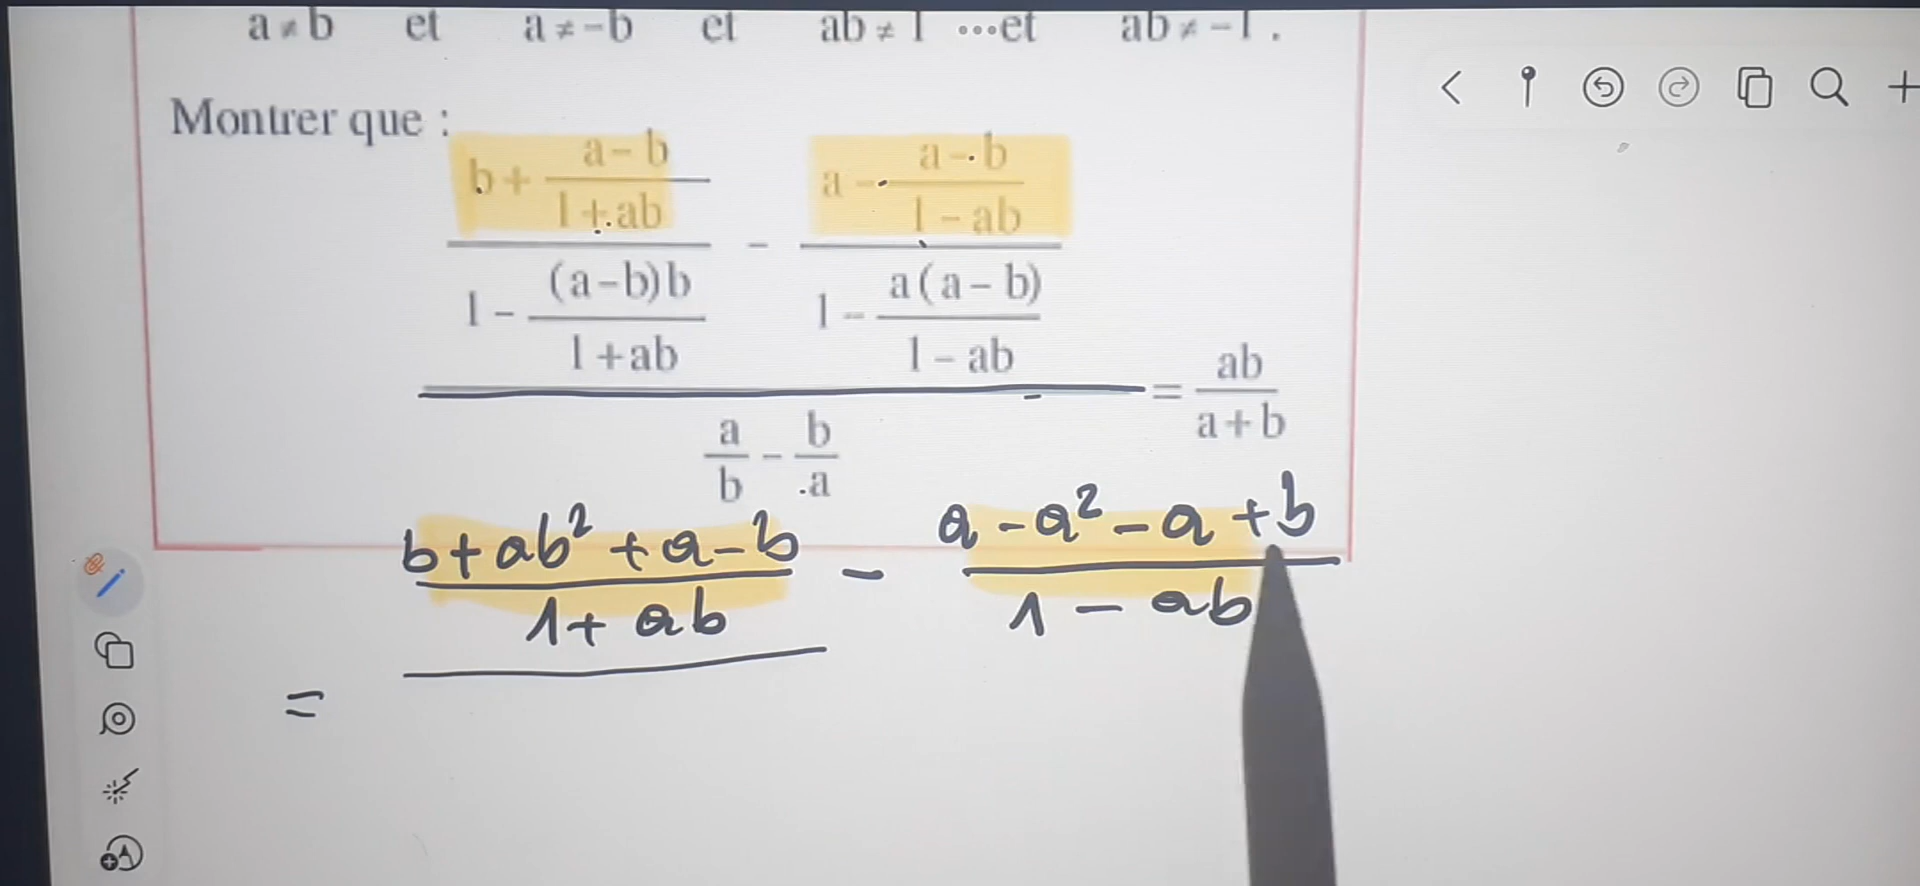 a ≠ b et a ≠ -b et ab ≠ 1 ...et ab ≠ -1 .
Montrer que :
b + (a - b)/(1 + ab) a - (a - b)/(1 - ab)
-
1 - (a-b)b/(1+ab) 1 - a(a-b)/(1-ab)
= ab/(a+b)
a/b - b/a
(b + ab² + a - b)/(1 + ab) - (a - a² - a + b)/(1 - ab)
=